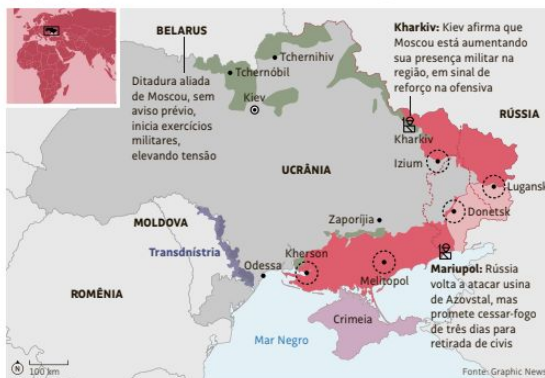 BELARUS
Ditadura aliada
de Moscou, sem
aviso prévio,
inicia exercícios
militares,
elevando tensão
Kharkiv: Kiev afirma que
Moscou está aumentando
sua presença militar na
região, em sinal de
reforço na ofensiva
Tchernihiv
Tchernóbil
Kiev
RÚSSIA
Kharkiv
UCRÂNIA
Izium
Lugansk
Donetsk
MOLDOVA
Zaporíjia
Transdnístria
Odessa
Kherson
Melitopol
Mariupol: Rússia
volta a atacar usina
de Azovstal, mas
promete cessar-fogo
de três dias para
retirada de civis
ROMÊNIA
Crimeia
Mar Negro
N
100 km
Fonte: Graphic News